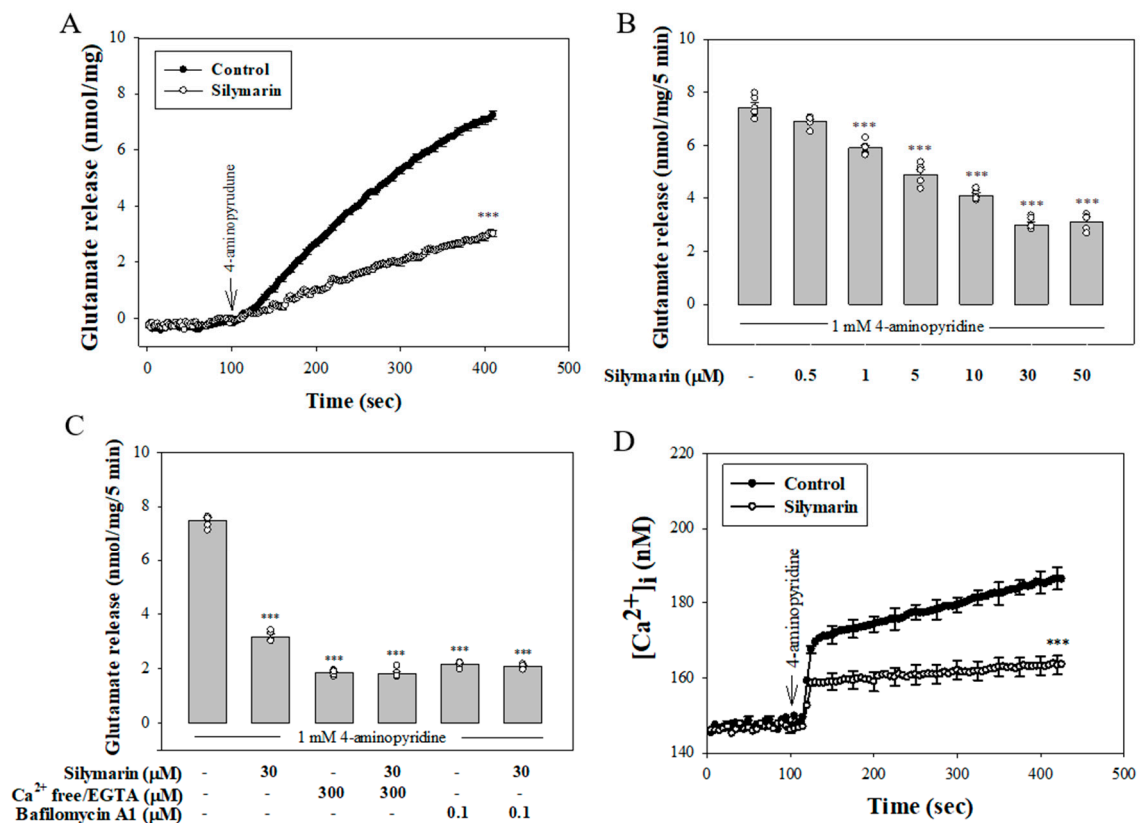 A
Glutamate release (nmol/mg)
10
8
6
4
2
0
Control
Silymarin
4-aminopyrudune
***
0 100 200 300 400 500
Time (sec)
B
Glutamate release (nmol/mg/5 min)
10
8
6
4
2
0
*** *** *** *** ***
1 mM 4-aminopyridine
Silymarin (μM) - 0.5 1 5 10 30 50
C
Glutamate release (nmol/mg/5 min)
10
8
6
4
2
0
*** *** *** *** ***
1 mM 4-aminopyridine
Silymarin (μM) - 30 - 30 - 30
Ca2+ free/EGTA (μM) - - 300 300 - -
Bafilomycin A1 (μM) - - - - 0.1 0.1
D
[Ca2+]i (nM)
220
200
180
160
140
Control
Silymarin
4-aminopyridine
***
0 100 200 300 400 500
Time (sec)